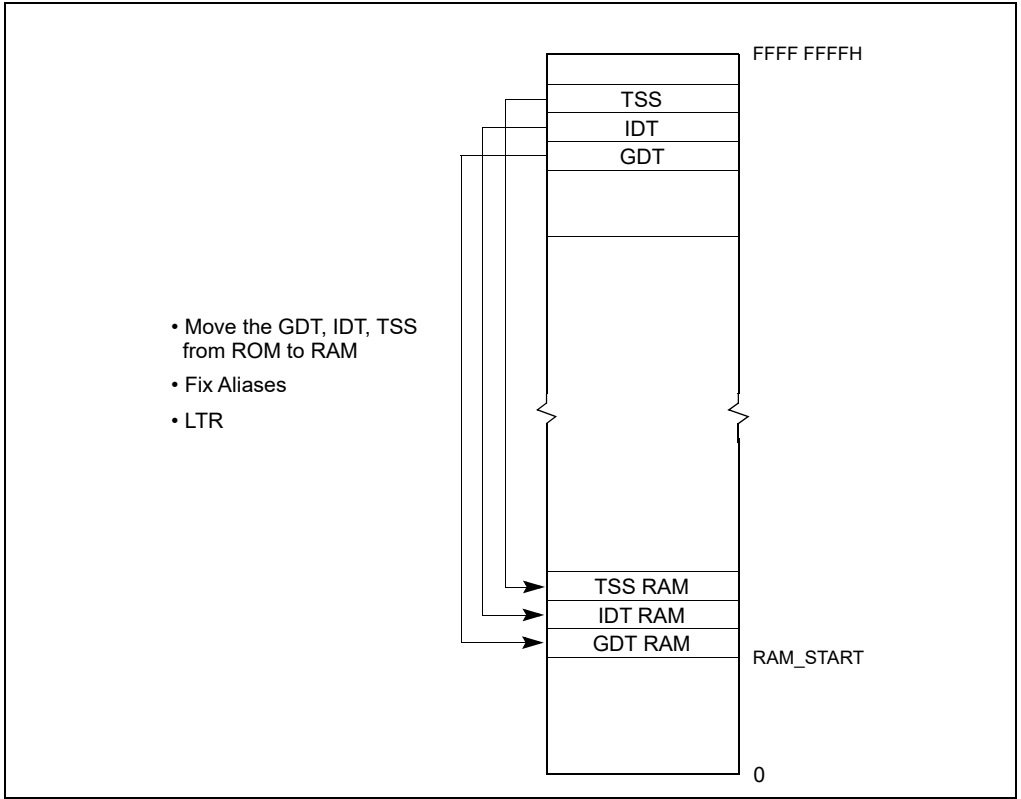 FFFF FFFFH
TSS
IDT
GDT
• Move the GDT, IDT, TSS
from ROM to RAM
• Fix Aliases
• LTR
TSS RAM
IDT RAM
GDT RAM
RAM_START
0